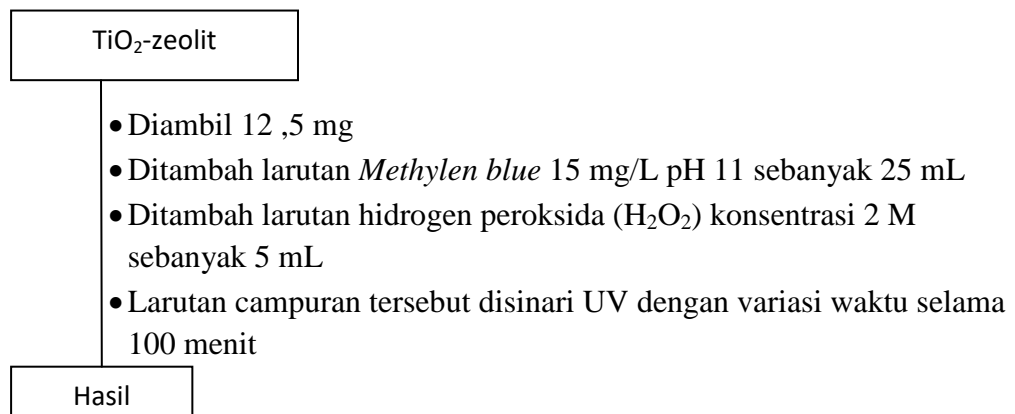 TiO₂-zeolit
• Diambil 12 ,5 mg
• Ditambah larutan Methylen blue 15 mg/L pH 11 sebanyak 25 mL
• Ditambah larutan hidrogen peroksida (H₂O₂) konsentrasi 2 M
sebanyak 5 mL
• Larutan campuran tersebut disinari UV dengan variasi waktu selama
100 menit
Hasil